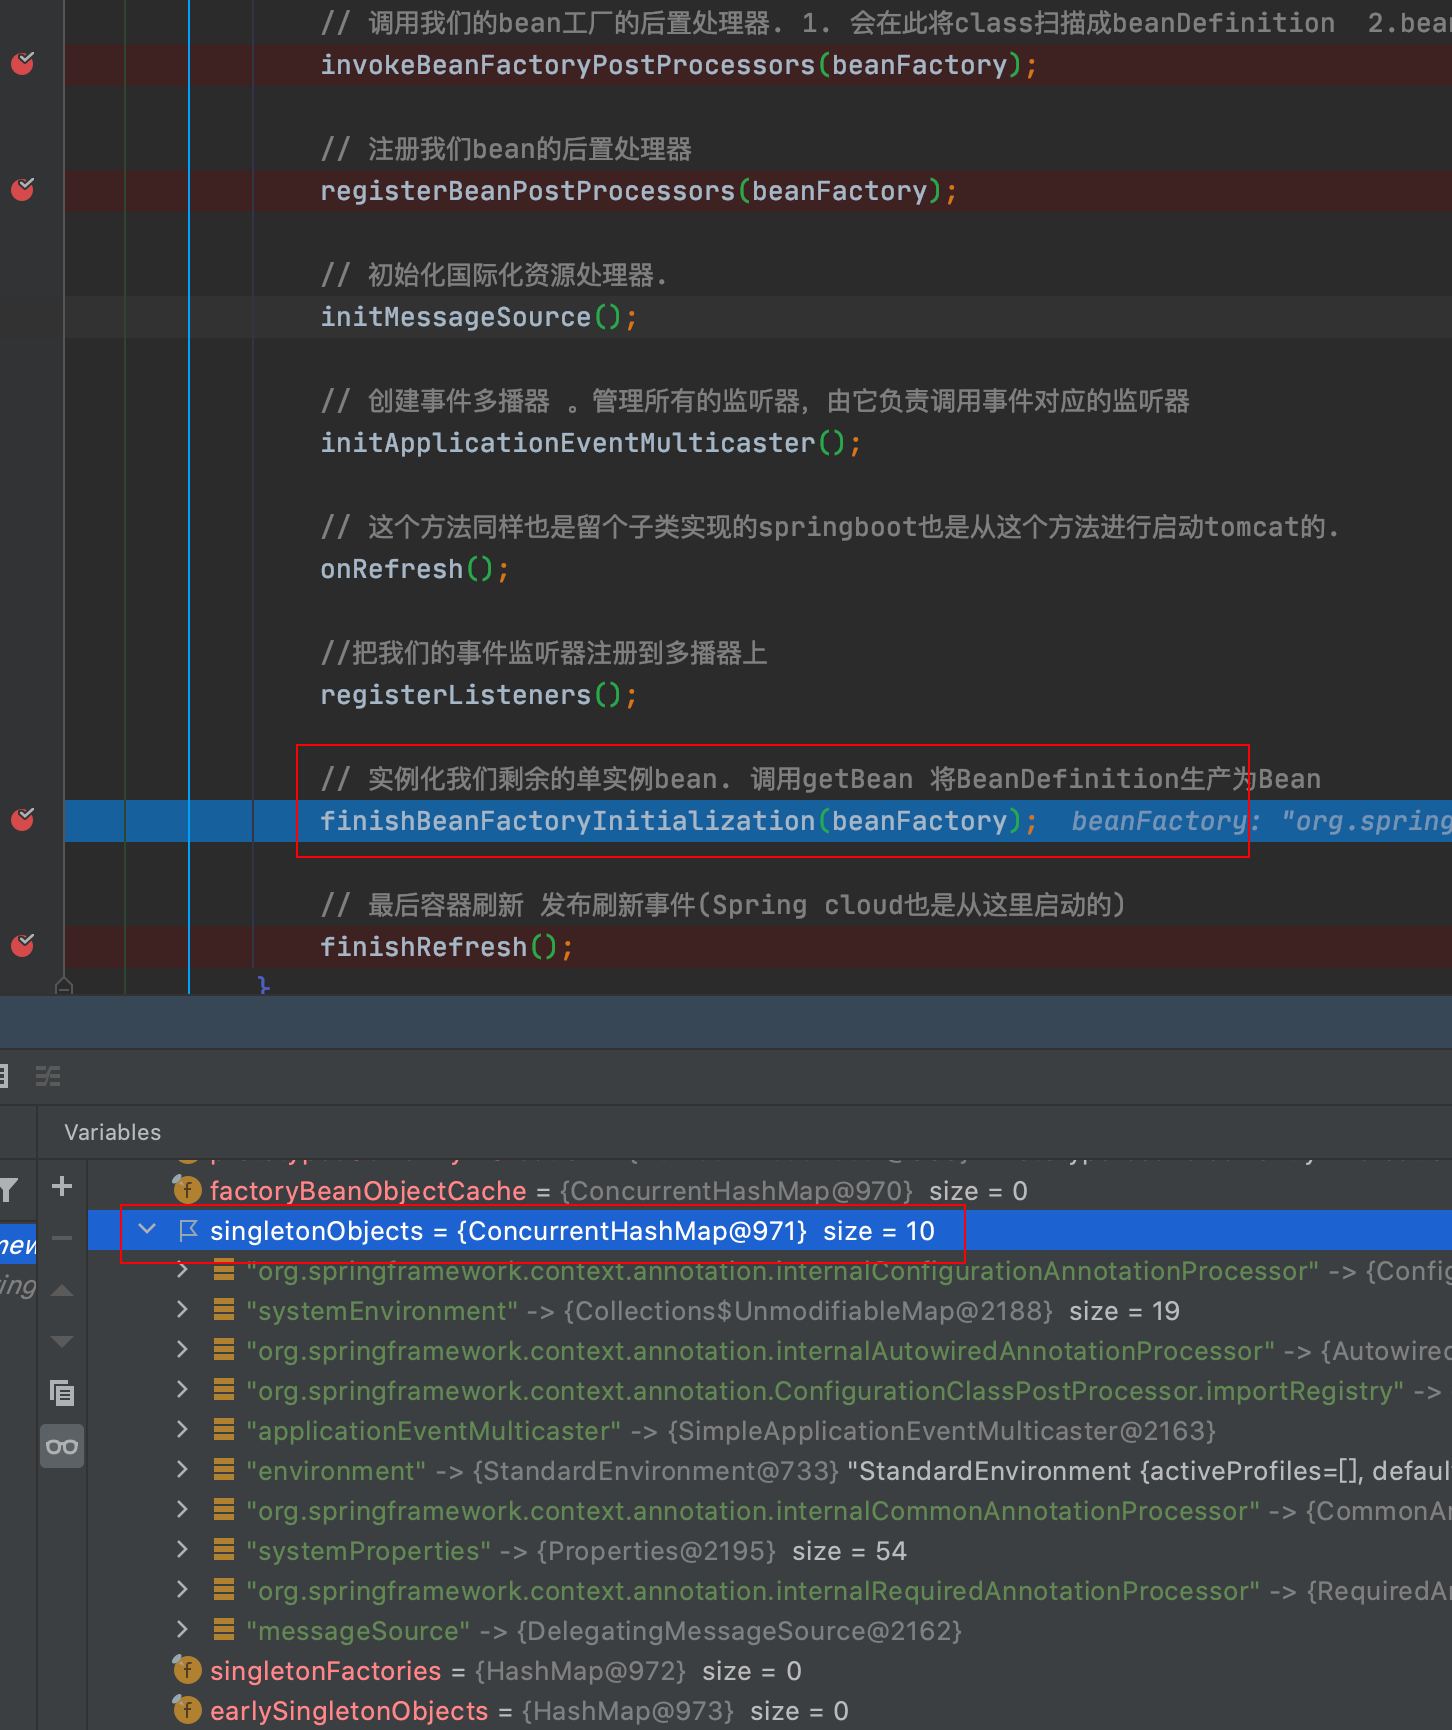 // 调用我们的bean工厂的后置处理器. 1. 会在此将class扫描成beanDefinition  2.bean
invokeBeanFactoryPostProcessors(beanFactory);
// 注册我们bean的后置处理器
registerBeanPostProcessors(beanFactory);
// 初始化国际化资源处理器.
initMessageSource();
// 创建事件多播器 。管理所有的监听器，由它负责调用事件对应的监听器
initApplicationEventMulticaster();
// 这个方法同样也是留个子类实现的springboot也是从这个方法进行启动tomcat的.
onRefresh();
//把我们的事件监听器注册到多播器上
registerListeners();
// 实例化我们剩余的单实例bean. 调用getBean 将BeanDefinition生产为Bean
finishBeanFactoryInitialization(beanFactory);  beanFactory: "org.spring
// 最后容器刷新 发布刷新事件(Spring cloud也是从这里启动的)
finishRefresh();
}
Variables
factoryBeanObjectCache = {ConcurrentHashMap@970}  size = 0
singletonObjects = {ConcurrentHashMap@971}  size = 10
"org.springframework.context.annotation.internalConfigurationAnnotationProcessor" -> {Config
"systemEnvironment" -> {Collections$UnmodifiableMap@2188}  size = 19
"org.springframework.context.annotation.internalAutowiredAnnotationProcessor" -> {Autowired
"org.springframework.context.annotation.ConfigurationClassPostProcessor.importRegistry" ->
"applicationEventMulticaster" -> {SimpleApplicationEventMulticaster@2163}
"environment" -> {StandardEnvironment@733} "StandardEnvironment {activeProfiles=[], defaul
"org.springframework.context.annotation.internalCommonAnnotationProcessor" -> {CommonAn
"systemProperties" -> {Properties@2195}  size = 54
"org.springframework.context.annotation.internalRequiredAnnotationProcessor" -> {RequiredAn
"messageSource" -> {DelegatingMessageSource@2162}
singletonFactories = {HashMap@972}  size = 0
earlySingletonObjects = {HashMap@973}  size = 0